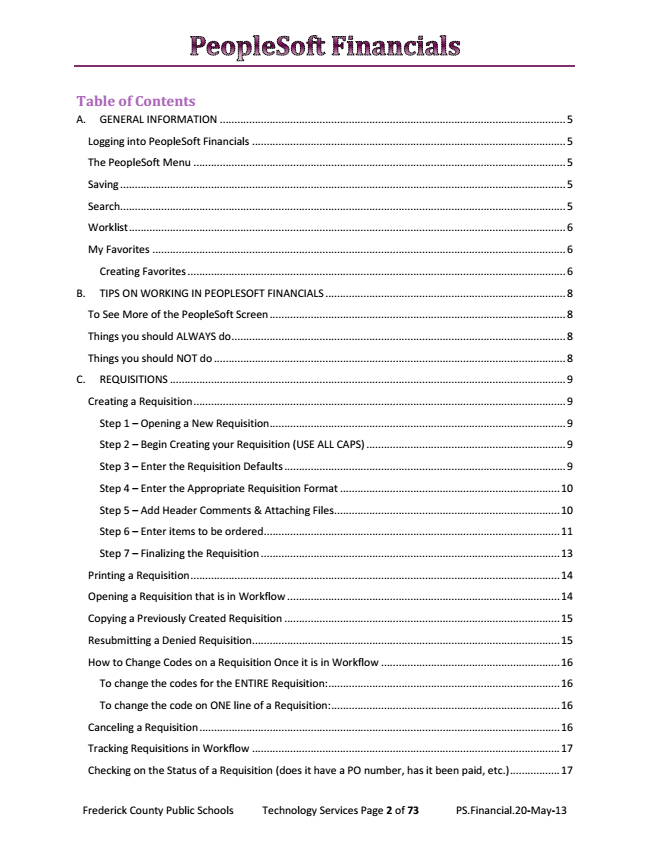 PeopleSoft Financials
Table of Contents
A. GENERAL INFORMATION ..... 5
Logging into PeopleSoft Financials ..... 5
The PeopleSoft Menu ..... 5
Saving ..... 5
Search ..... 5
Worklist ..... 6
My Favorites ..... 6
Creating Favorites ..... 6
B. TIPS ON WORKING IN PEOPLESOFT FINANCIALS ..... 8
To See More of the PeopleSoft Screen ..... 8
Things you should ALWAYS do ..... 8
Things you should NOT do ..... 8
C. REQUISITIONS ..... 9
Creating a Requisition ..... 9
Step 1 – Opening a New Requisition ..... 9
Step 2 – Begin Creating your Requisition (USE ALL CAPS) ..... 9
Step 3 – Enter the Requisition Defaults ..... 9
Step 4 – Enter the Appropriate Requisition Format ..... 10
Step 5 – Add Header Comments & Attaching Files ..... 10
Step 6 – Enter items to be ordered ..... 11
Step 7 – Finalizing the Requisition ..... 13
Printing a Requisition ..... 14
Opening a Requisition that is in Workflow ..... 14
Copying a Previously Created Requisition ..... 15
Resubmitting a Denied Requisition ..... 15
How to Change Codes on a Requisition Once it is in Workflow ..... 16
To change the codes for the ENTIRE Requisition: ..... 16
To change the code on ONE line of a Requisition: ..... 16
Canceling a Requisition ..... 16
Tracking Requisitions in Workflow ..... 17
Checking on the Status of a Requisition (does it have a PO number, has it been paid, etc.) ..... 17
Frederick County Public Schools Technology Services Page 2 of 73 PS.Financial.20-May-13